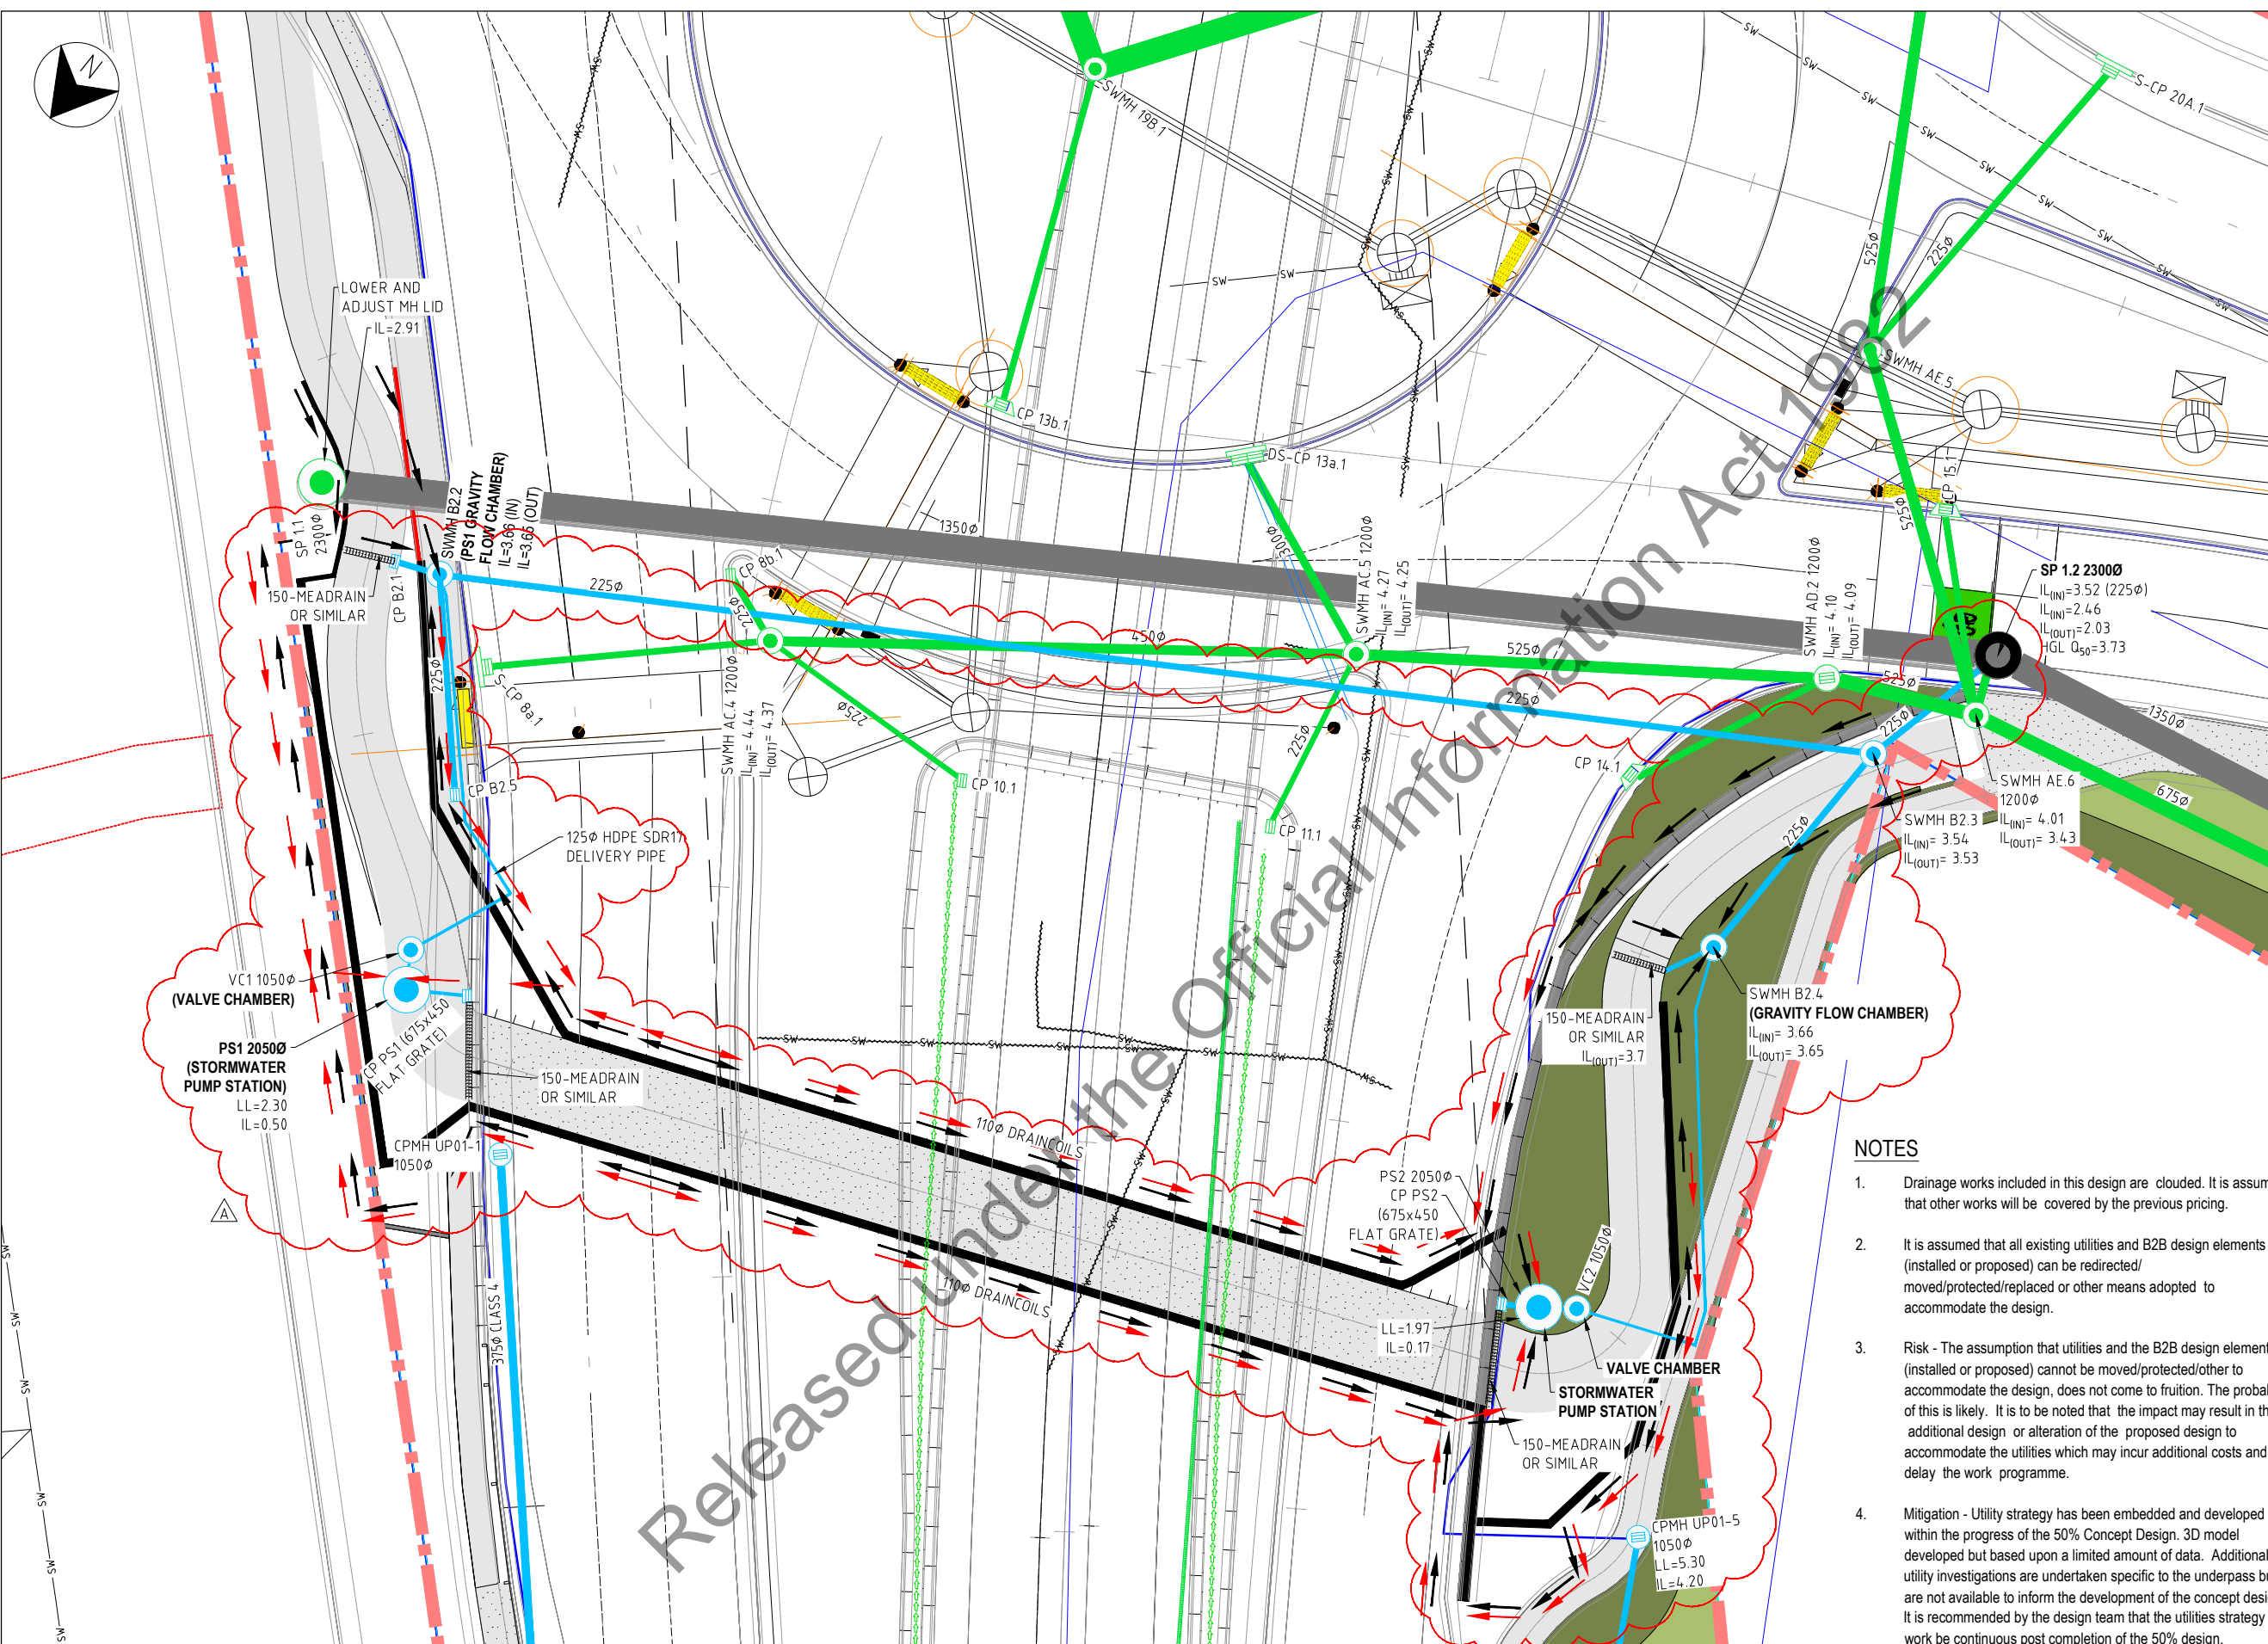 N
LOWER AND
ADJUST MH LID
IL=2.91
SWMH 19B.1
S-CP 20A.1
525Ø
225Ø
SWMH AE.5
CP 13b.1
DS-CP 13a.1
CP 15.1
525Ø
SP 1.1
2300Ø
SWMH B2.2
(PS1 GRAVITY
FLOW CHAMBER)
IL=3.66 (IN)
IL=3.65 (OUT)
150-MEADRAIN
OR SIMILAR
CP B2.1
225Ø
225Ø
1350Ø
300Ø
CP 8b.1
225Ø
450Ø
S-CP 8a.1
SWMH AC.4 1200Ø
IL(IN)= 4.44
IL(OUT)= 4.37
225Ø
SWMH AC.5 1200Ø
IL(IN)= 4.27
IL(OUT)= 4.25
525Ø
225Ø
225Ø
SWMH AD.2 1200Ø
IL(IN)= 4.10
IL(OUT)= 4.09
525Ø
SP 1.2 2300Ø
IL(IN)=3.52 (225Ø)
IL(IN)=2.46
IL(OUT)=2.03
HGL Q50=3.73
225Ø
1350Ø
CP 14.1
CP 10.1
CP 11.1
CP B2.5
SWMH AE.6
1200Ø
IL(IN)= 4.01
IL(OUT)= 3.43
675Ø
SWMH B2.3
IL(IN)= 3.54
IL(OUT)= 3.53
225Ø
125Ø HDPE SDR17
DELIVERY PIPE
VC1 1050Ø
(VALVE CHAMBER)
PS1 2050Ø
(STORMWATER
PUMP STATION)
LL=2.30
IL=0.50
CP PS1 (675x450
FLAT GRATE)
150-MEADRAIN
OR SIMILAR
CPMH UP01-1
1050Ø
A
375Ø CLASS 4
110Ø DRAINCOILS
110Ø DRAINCOILS
150-MEADRAIN
OR SIMILAR
IL(OUT)=3.7
SWMH B2.4
(GRAVITY FLOW CHAMBER)
IL(IN)= 3.66
IL(OUT)= 3.65
PS2 2050Ø
CP PS2
(675x450
FLAT GRATE)
VC2 1050Ø
LL=1.97
IL=0.17
VALVE CHAMBER
STORMWATER
PUMP STATION
150-MEADRAIN
OR SIMILAR
CPMH UP01-5
1050Ø
LL=5.30
IL=4.20
Released under the Official Information Act 1982
NOTES
1. Drainage works included in this design are clouded. It is assum
that other works will be covered by the previous pricing.
2. It is assumed that all existing utilities and B2B design elements
(installed or proposed) can be redirected/
moved/protected/replaced or other means adopted to
accommodate the design.
3. Risk - The assumption that utilities and the B2B design element
(installed or proposed) cannot be moved/protected/other to
accommodate the design, does not come to fruition. The probal
of this is likely. It is to be noted that the impact may result in th
additional design or alteration of the proposed design to
accommodate the utilities which may incur additional costs and
delay the work programme.
4. Mitigation - Utility strategy has been embedded and developed
within the progress of the 50% Concept Design. 3D model
developed but based upon a limited amount of data. Additional
utility investigations are undertaken specific to the underpass b
are not available to inform the development of the concept desi
It is recommended by the design team that the utilities strategy
work be continuous post completion of the 50% design.